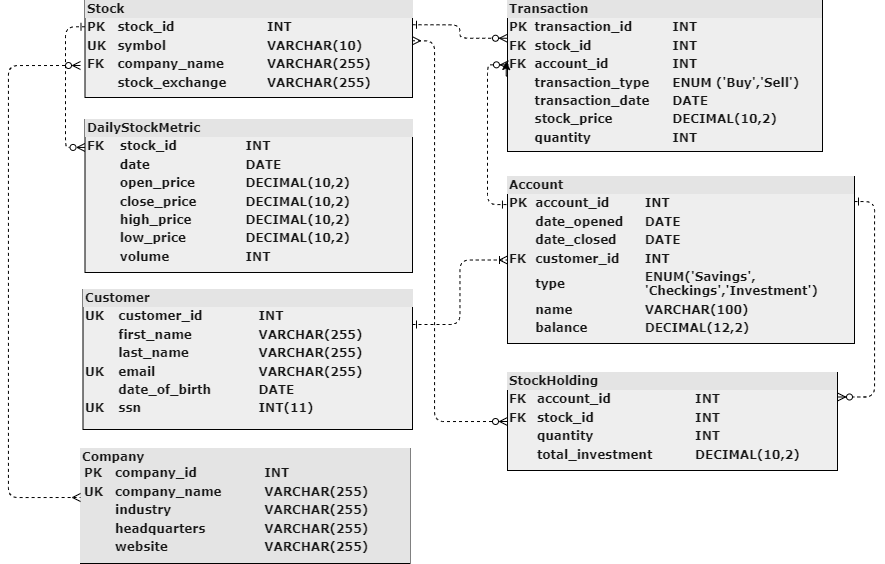 Stock
PK stock_id INT
UK symbol VARCHAR(10)
FK company_name VARCHAR(255)
stock_exchange VARCHAR(255)
DailyStockMetric
FK stock_id INT
date DATE
open_price DECIMAL(10,2)
close_price DECIMAL(10,2)
high_price DECIMAL(10,2)
low_price DECIMAL(10,2)
volume INT
Customer
UK customer_id INT
first_name VARCHAR(255)
last_name VARCHAR(255)
UK email VARCHAR(255)
date_of_birth DATE
UK ssn INT(11)
Company
PK company_id INT
UK company_name VARCHAR(255)
industry VARCHAR(255)
headquarters VARCHAR(255)
website VARCHAR(255)
Transaction
PK transaction_id INT
FK stock_id INT
FK account_id INT
transaction_type ENUM ('Buy','Sell')
transaction_date DATE
stock_price DECIMAL(10,2)
quantity INT
Account
PK account_id INT
date_opened DATE
date_closed DATE
FK customer_id INT
type ENUM('Savings',
'Checkings','Investment')
name VARCHAR(100)
balance DECIMAL(12,2)
StockHolding
FK account_id INT
FK stock_id INT
quantity INT
total_investment DECIMAL(10,2)